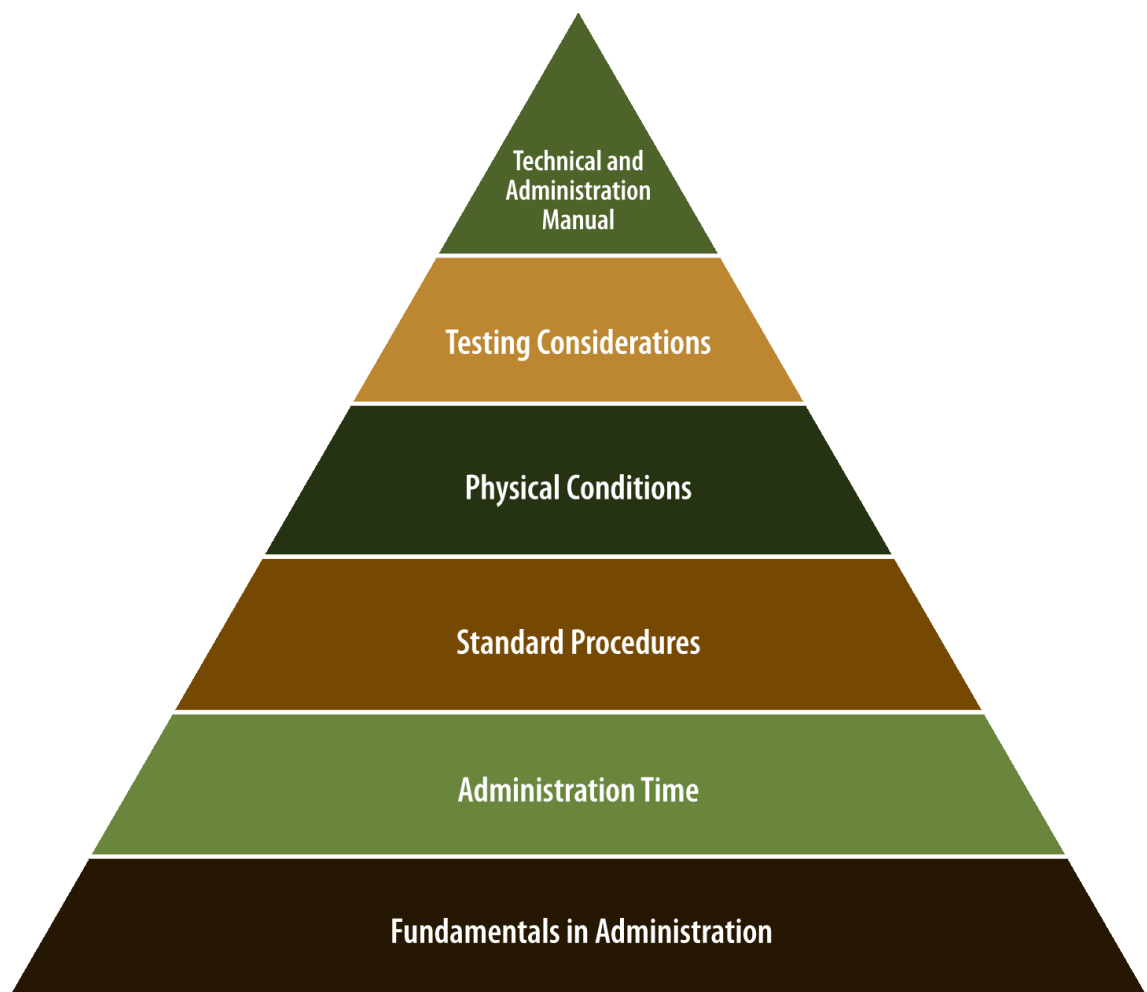 Technical and
Administration
Manual
Testing Considerations
Physical Conditions
Standard Procedures
Administration Time
Fundamentals in Administration